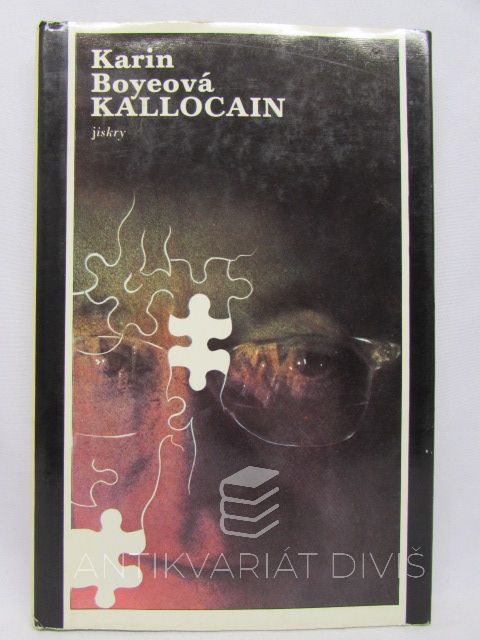 Karin
Boyeová
KALLOCAIN
jiskry
ANTIKVARIÁT DIVIŠ